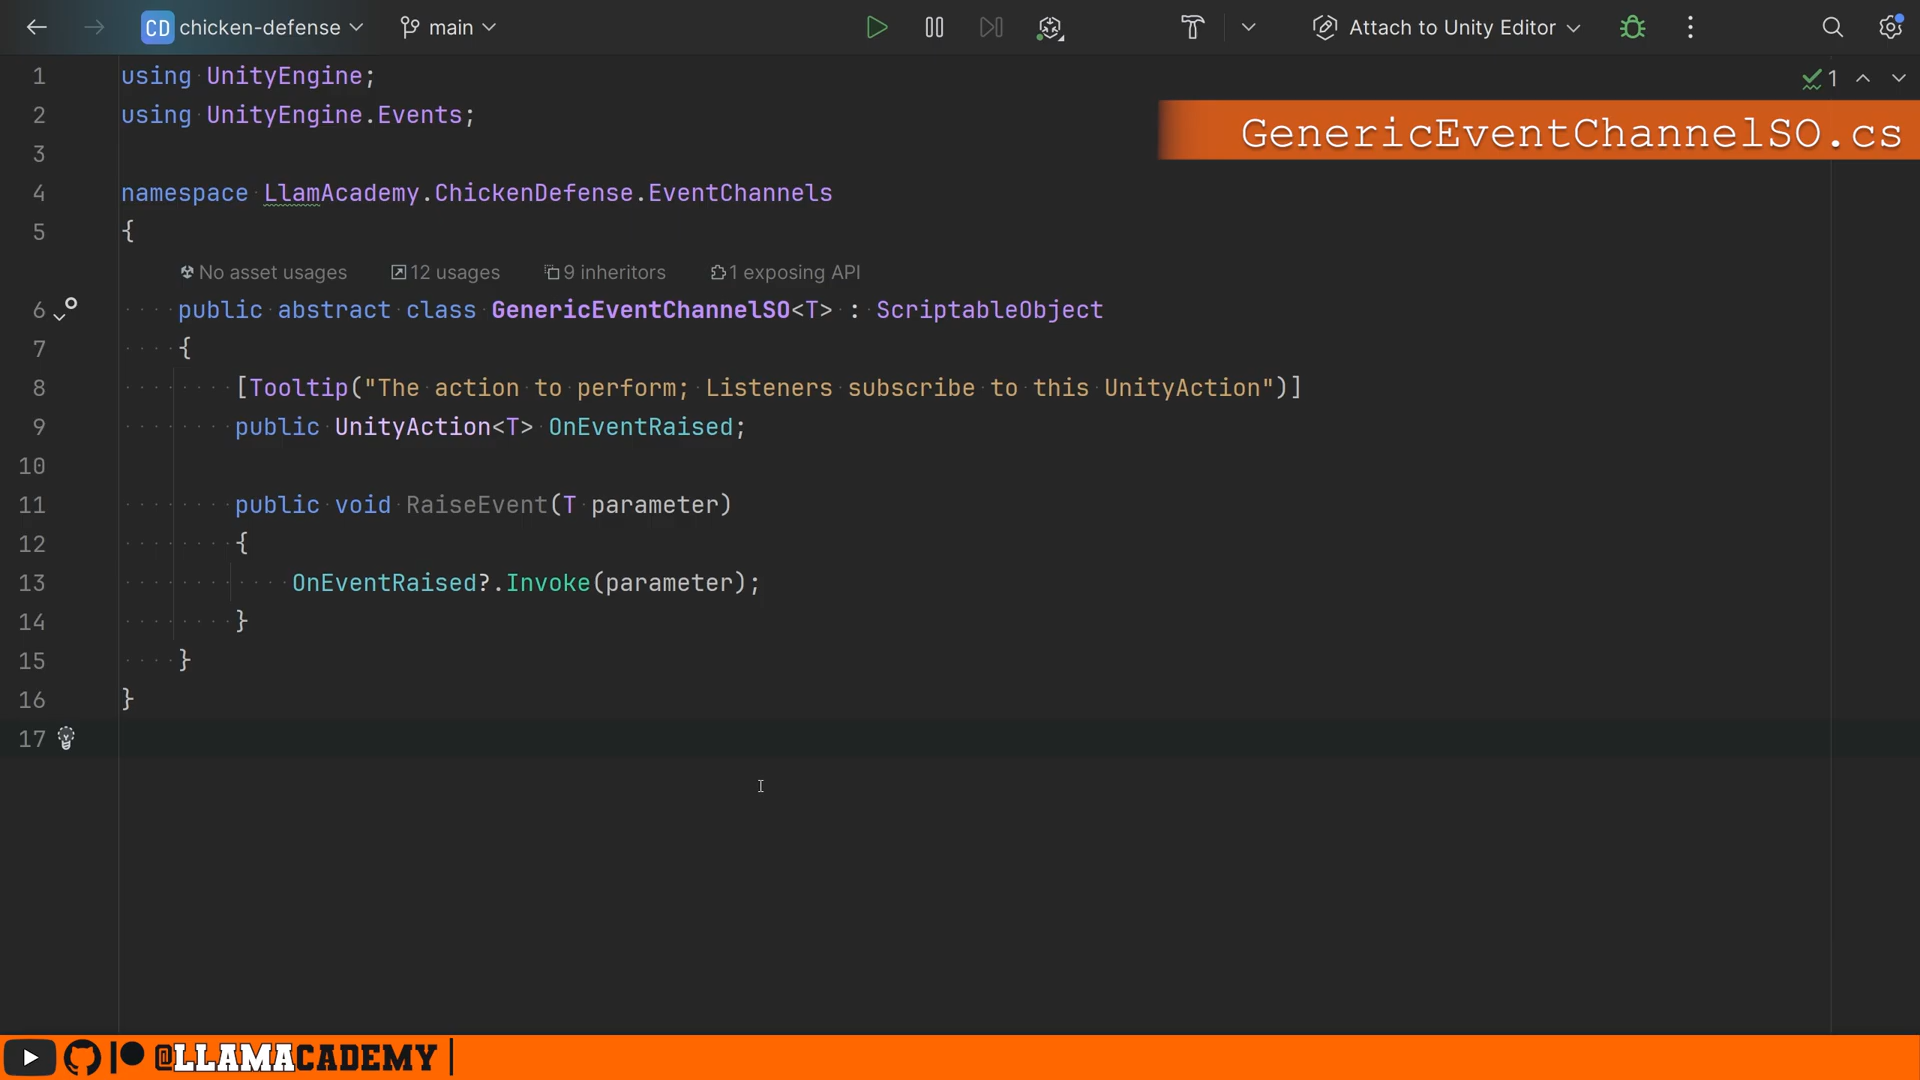 CD chicken-defense main Attach to Unity Editor
1 using UnityEngine;
2 using UnityEngine.Events;
3
4 namespace LlamAcademy.ChickenDefense.EventChannels
5 {
No asset usages 12 usages 9 inheritors 1 exposing API
6 public abstract class GenericEventChannelSO<T> : ScriptableObject
7 {
8 [Tooltip("The action to perform; Listeners subscribe to this UnityAction")]
9 public UnityAction<T> OnEventRaised;
10
11 public void RaiseEvent(T parameter)
12 {
13 OnEventRaised?.Invoke(parameter);
14 }
15 }
16 }
17
1
GenericEventChannelSO.cs
@LLAMACADEMY